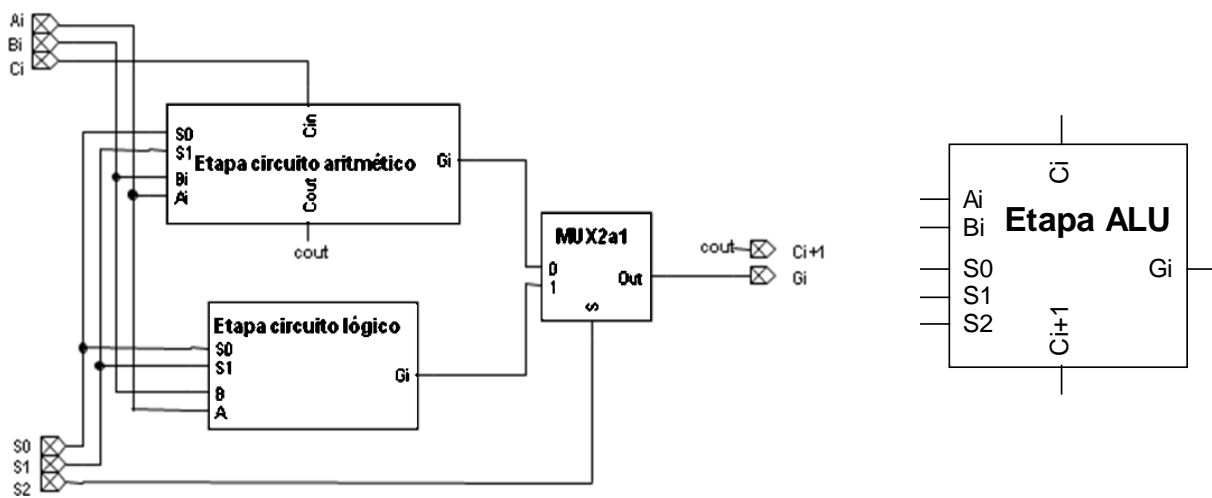 Ai
Bi
Ci
S0
S1
Bi
Ai
Cin
Etapa circuito aritmético
Cout
Gi
cout
MUX2a1
0
1
Out
S
cout
Ci+1
Gi
Etapa circuito lógico
S0
S1
B
A
Gi
S0
S1
S2
Ci
Ai
Bi
Etapa ALU
S0
S1
S2
Gi
Ci+1